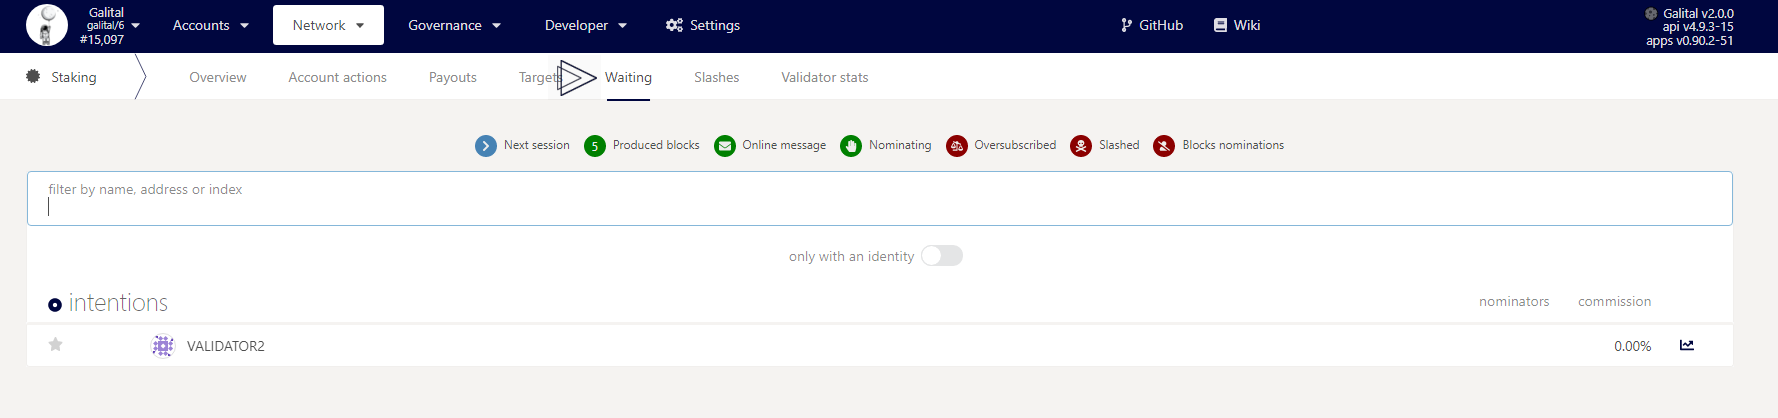 Galital
galital/6
#15,097
Accounts
Network
Governance
Developer
Settings
GitHub
Wiki
Galital v2.0.0
api v4.9.3-15
apps v0.90.2-51
Staking
Overview
Account actions
Payouts
Targets
Waiting
Slashes
Validator stats
Next session
5
Produced blocks
Online message
Nominating
Oversubscribed
Slashed
Blocks nominations
filter by name, address or index
only with an identity
intentions
nominators
commission
VALIDATOR2
0.00%